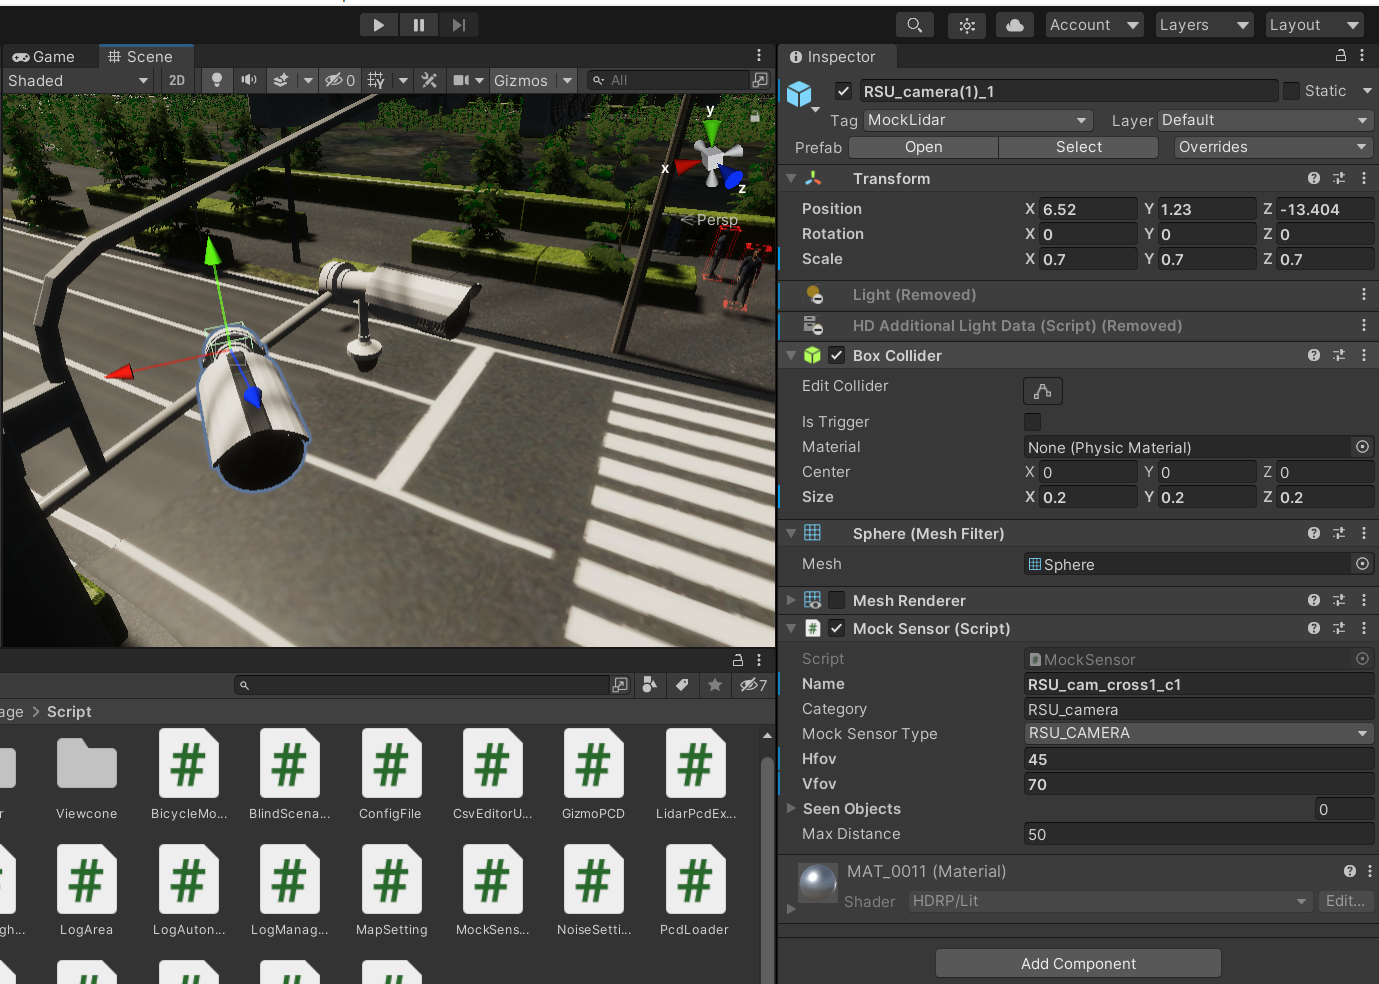 Account
Layers
Layout
Game
Scene
Inspector
Shaded
2D
0
Gizmos
All
RSU_camera(1)_1
Static
Tag MockLidar
Layer Default
Prefab Open Select Overrides
y
x
z
Persp
Transform
Position X 6.52 Y 1.23 Z -13.404
Rotation X 0 Y 0 Z 0
Scale X 0.7 Y 0.7 Z 0.7
Light (Removed)
HD Additional Light Data (Script) (Removed)
Box Collider
Edit Collider
Is Trigger
Material None (Physic Material)
Center X 0 Y 0 Z 0
Size X 0.2 Y 0.2 Z 0.2
Sphere (Mesh Filter)
Mesh Sphere
Mesh Renderer
Mock Sensor (Script)
Script MockSensor
Name RSU_cam_cross1_c1
Category RSU_camera
Mock Sensor Type RSU_CAMERA
Hfov 45
Vfov 70
Seen Objects 0
Max Distance 50
MAT_0011 (Material)
Shader HDRP/Lit Edit...
Add Component
7
age > Script
r Viewcone BicycleMo... BlindScena... ConfigFile CsvEditorU... GizmoPCD LidarPcdEx...
gh... LogArea LogAuton... LogManag... MapSetting MockSens... NoiseSetti... PcdLoader